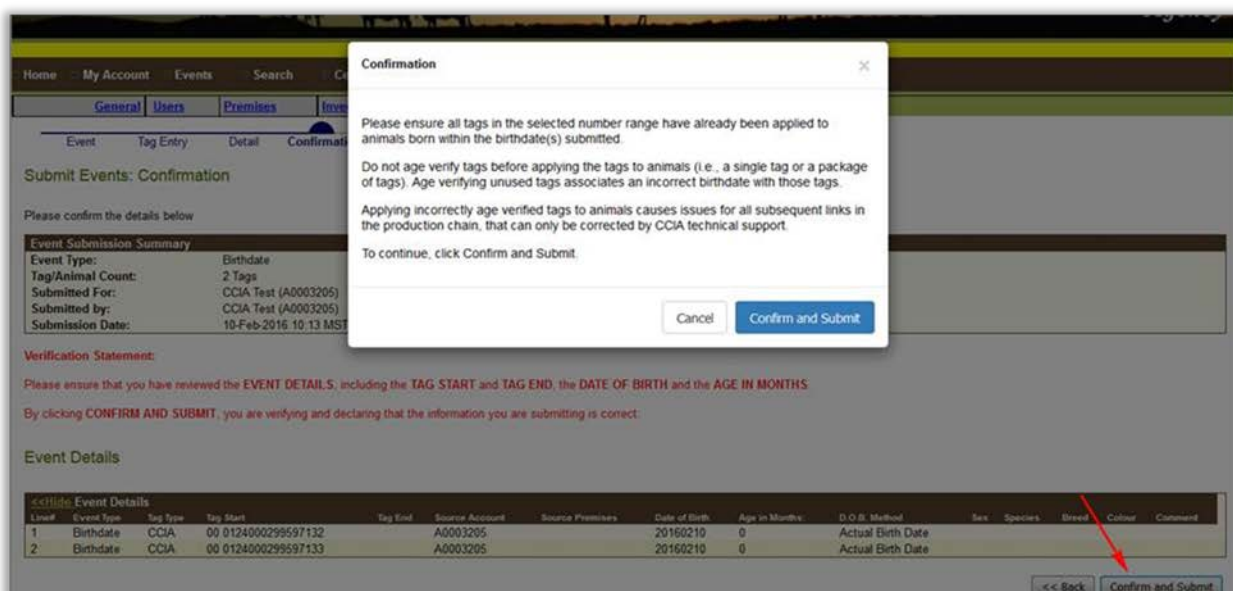 Home My Account Events Search
General Users Premises
Event Tag Entry Detail
Submit Events: Confirmation
Please confirm the details below
Event Submission Summary
Event Type: Birthdate
Tag/Animal Count: 2 Tags
Submitted For: CCIA Test (A0003205)
Submitted by: CCIA Test (A0003205)
Submission Date: 10-Feb-2016 10:13 MST
Confirmation ×
Please ensure all tags in the selected number range have already been applied to
animals born within the birthdate(s) submitted.
Do not age verify tags before applying the tags to animals (i.e., a single tag or a package
of tags). Age verifying unused tags associates an incorrect birthdate with those tags.
Applying incorrectly age verified tags to animals causes issues for all subsequent links in
the production chain, that can only be corrected by CCIA technical support.
To continue, click Confirm and Submit.
Cancel Confirm and Submit
Verification Statement:
Please ensure that you have reviewed the EVENT DETAILS, including the TAG START and TAG END, the DATE OF BIRTH and the AGE IN MONTHS.
By clicking CONFIRM AND SUBMIT, you are verifying and declaring that the information you are submitting is correct:
Event Details
<<Hide Event Details
Line# Event Type Tag Type Tag Start Tag End Source Account Source Premises Date of Birth Age in Months: D.O.B. Method Sex Species Breed Colour Comment
1 Birthdate CCIA 00 0124000299597132 A0003205 20160210 0 Actual Birth Date
2 Birthdate CCIA 00 0124000299597133 A0003205 20160210 0 Actual Birth Date
<< Back Confirm and Submit